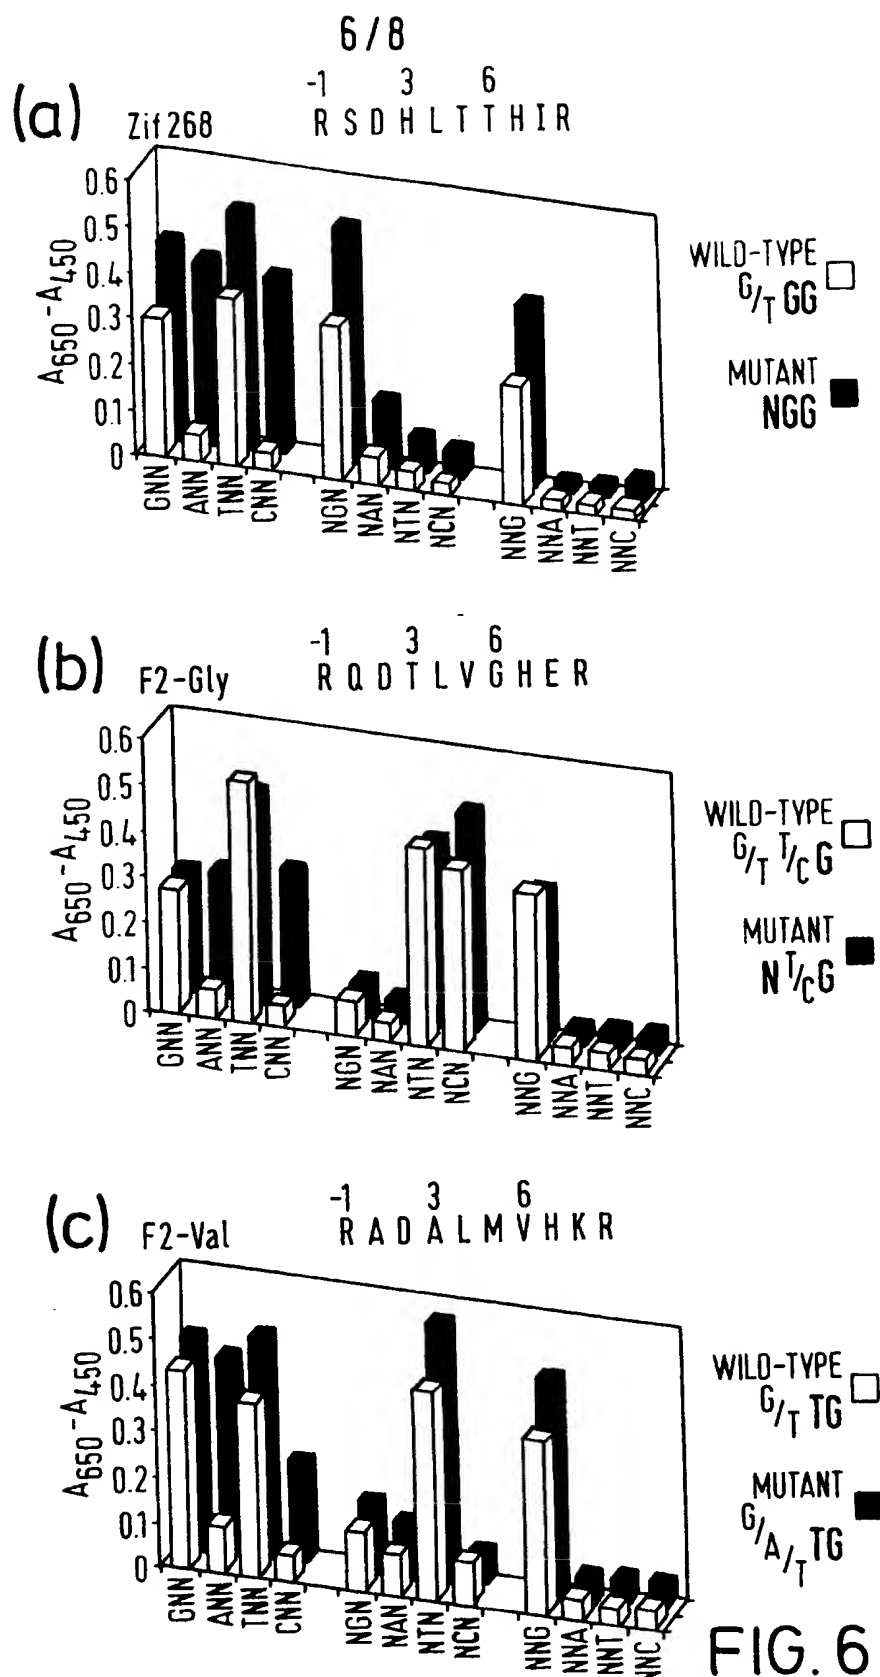 6/8
(a)
Zif 268
-1 3 6
R S D H L T T H I R
A650-A450
0.6
0.5
0.4
0.3
0.2
0.1
0
GNN ANN TNN CNN NGN NAN NTN NCN NNG NNA NNT NNC
WILD-TYPE
G/T GG
MUTANT
NGG
(b)
F2-Gly
-1 3 6
R Q D T L V G H E R
A650-A450
0.6
0.5
0.4
0.3
0.2
0.1
0
GNN ANN TNN CNN NGN NAN NTN NCN NNG NNA NNT NNC
WILD-TYPE
G/T T/C G
MUTANT
N T/C G
(c)
F2-Val
-1 3 6
R A D A L M V H K R
A650-A450
0.6
0.5
0.4
0.3
0.2
0.1
0
GNN ANN TNN CNN NGN NAN NTN NCN NNG NNA NNT NNC
WILD-TYPE
G/T TG
MUTANT
G/A/T TG
FIG. 6